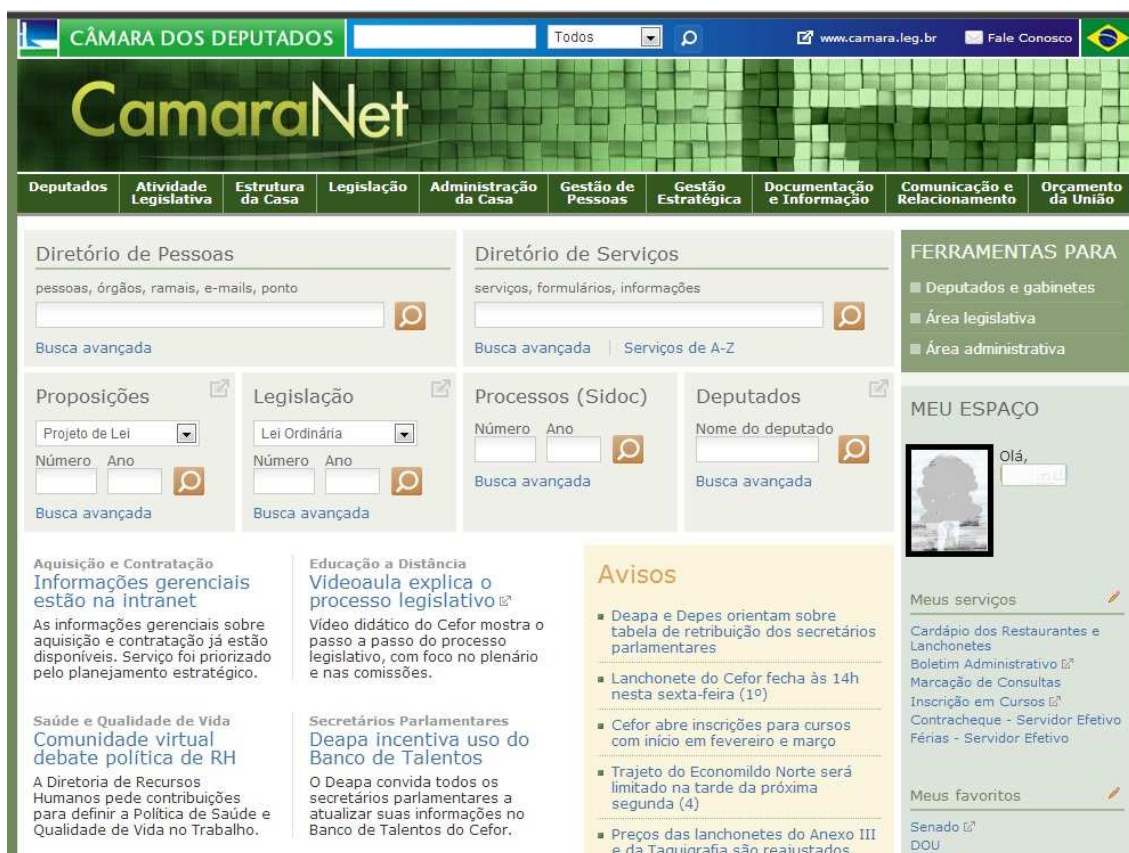 CÂMARA DOS DEPUTADOS
Todos
www.camara.leg.br
Fale Conosco
CamaraNet
Deputados
Atividade
Legislativa
Estrutura
da Casa
Legislação
Administração
da Casa
Gestão de
Pessoas
Gestão
Estratégica
Documentação
e Informação
Comunicação e
Relacionamento
Orçamento
da União
Diretório de Pessoas
pessoas, órgãos, ramais, e-mails, ponto
Busca avançada
Diretório de Serviços
serviços, formulários, informações
Busca avançada
Serviços de A-Z
FERRAMENTAS PARA
Deputados e gabinetes
Área legislativa
Área administrativa
Proposições
Projeto de Lei
Número Ano
Busca avançada
Legislação
Lei Ordinária
Número Ano
Busca avançada
Processos (Sidoc)
Número Ano
Busca avançada
Deputados
Nome do deputado
Busca avançada
MEU ESPAÇO
Olá,
Aquisição e Contratação
Informações gerenciais
estão na intranet
As informações gerenciais sobre
aquisição e contratação já estão
disponíveis. Serviço foi priorizado
pelo planejamento estratégico.
Educação a Distância
Videoaula explica o
processo legislativo
Vídeo didático do Cefor mostra o
passo a passo do processo
legislativo, com foco no plenário
e nas comissões.
Saúde e Qualidade de Vida
Comunidade virtual
debate política de RH
A Diretoria de Recursos
Humanos pede contribuições
para definir a Política de Saúde e
Qualidade de Vida no Trabalho.
Secretários Parlamentares
Deapa incentiva uso do
Banco de Talentos
O Deapa convida todos os
secretários parlamentares a
atualizar suas informações no
Banco de Talentos do Cefor.
Avisos
Deapa e Depes orientam sobre
tabela de retribuição dos secretários
parlamentares
Lanchonete do Cefor fecha às 14h
nesta sexta-feira (1º)
Cefor abre inscrições para cursos
com início em fevereiro e março
Trajeto do Economildo Norte será
limitado na tarde da próxima
segunda (4)
Preços das lanchonetes do Anexo III
e da Taquigrafia são reajustados
Meus serviços
Cardápio dos Restaurantes e
Lanchonetes
Boletim Administrativo
Marcação de Consultas
Inscrição em Cursos
Contracheque - Servidor Efetivo
Férias - Servidor Efetivo
Meus favoritos
Senado
DOU